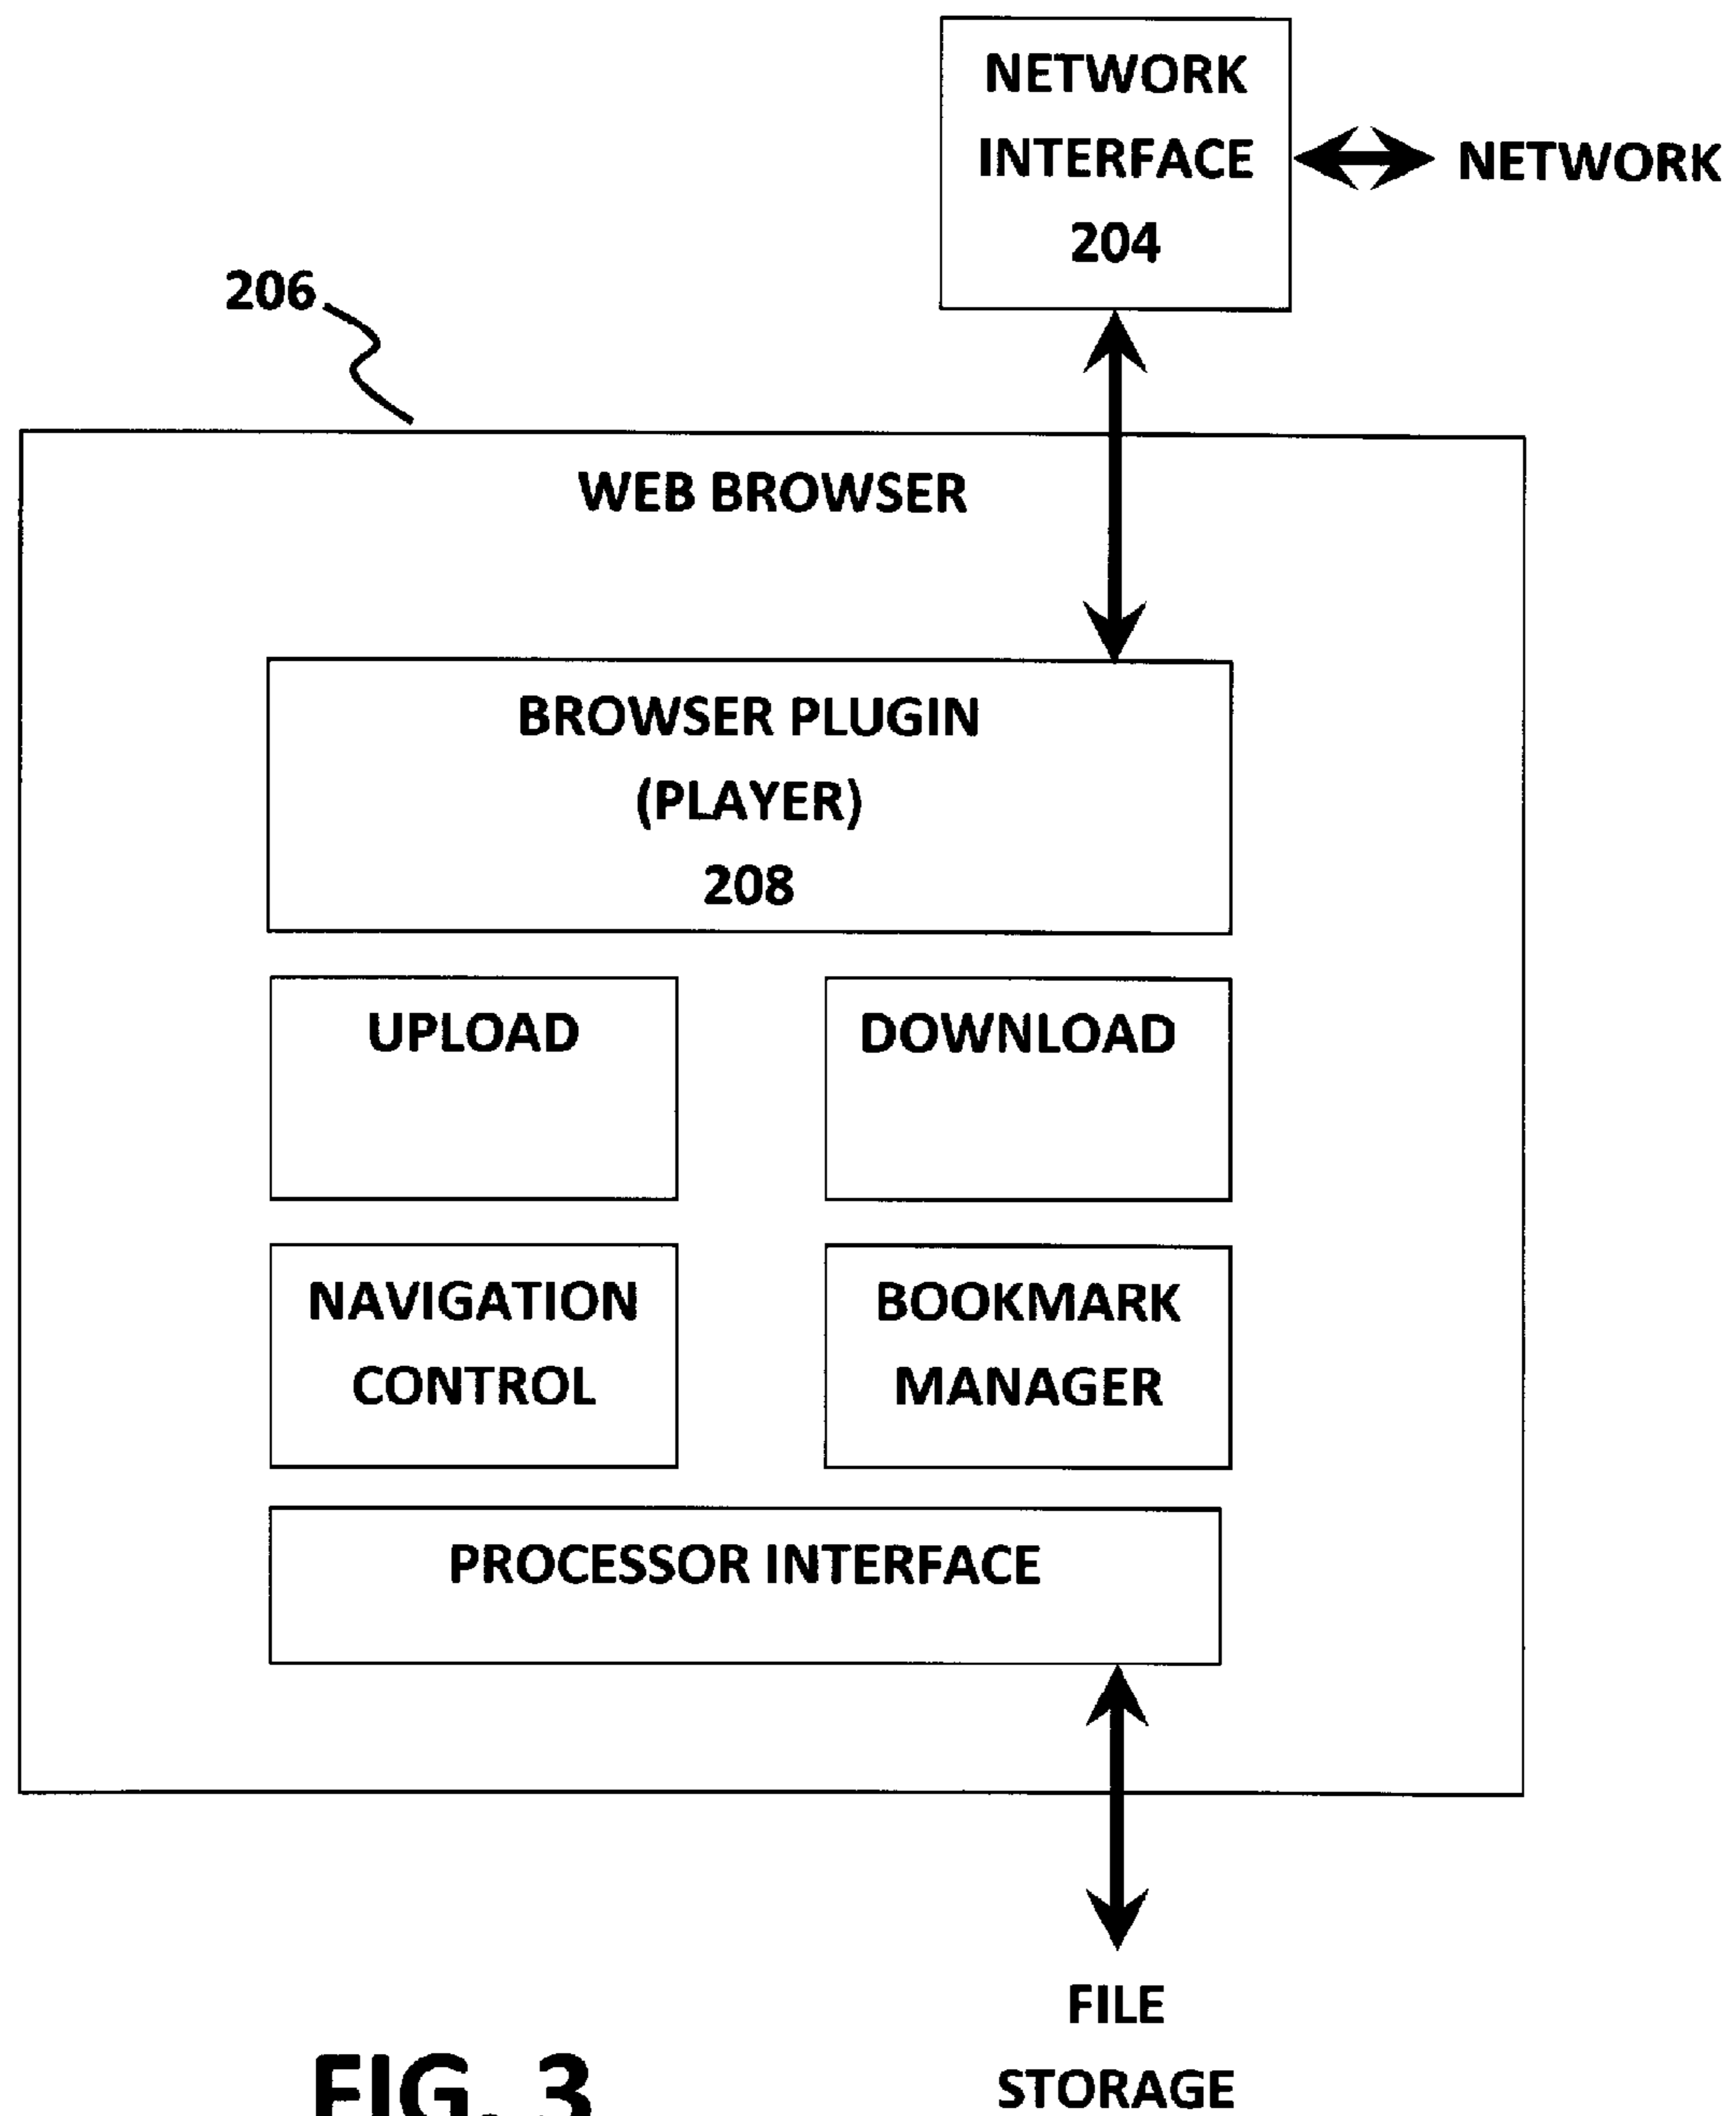 NETWORK
INTERFACE
204
NETWORK
206
WEB BROWSER
BROWSER PLUGIN
(PLAYER)
208
UPLOAD
DOWNLOAD
NAVIGATION
CONTROL
BOOKMARK
MANAGER
PROCESSOR INTERFACE
FILE
STORAGE
FIG. 3